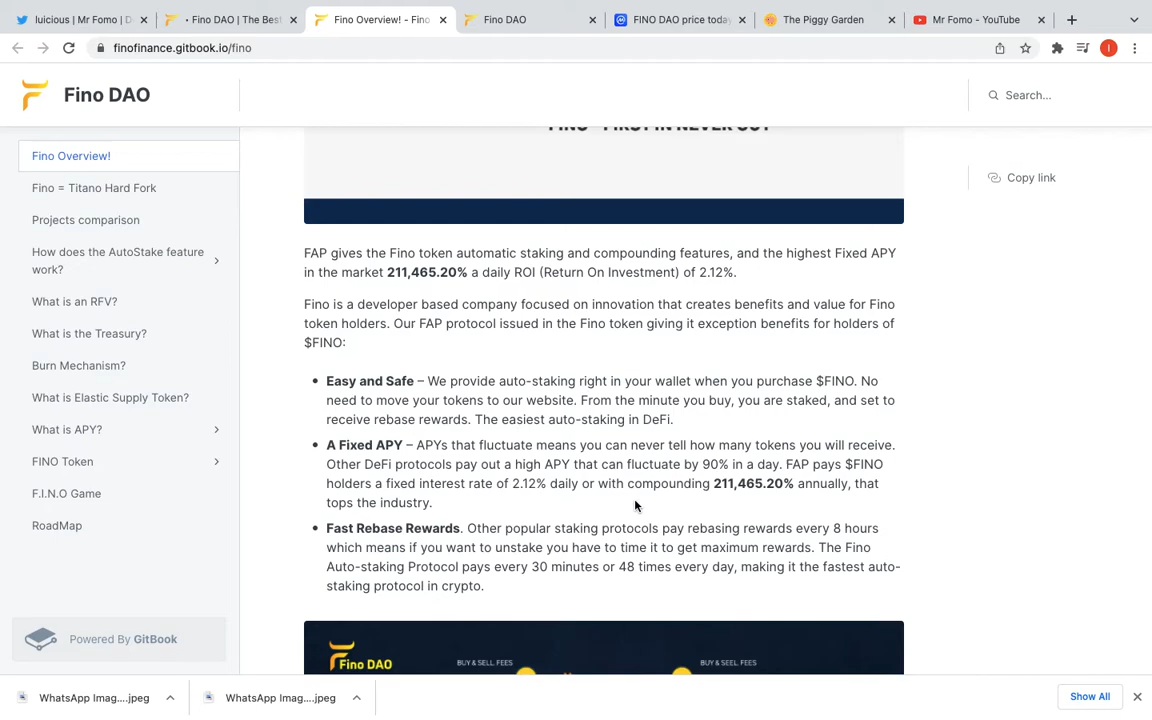 luicious | Mr Fomo | D
• Fino DAO | The Best
Fino Overview! - Fino
Fino DAO
FINO DAO price today
The Piggy Garden
Mr Fomo - YouTube
finofinance.gitbook.io/fino
I
Fino DAO
Search...
FINO - FIRST IN NEVER OUT
Copy link
Fino Overview!
Fino = Titano Hard Fork
Projects comparison
How does the AutoStake feature
work?
What is an RFV?
What is the Treasury?
Burn Mechanism?
What is Elastic Supply Token?
What is APY?
FINO Token
F.I.N.O Game
RoadMap
Powered By GitBook
FAP gives the Fino token automatic staking and compounding features, and the highest Fixed APY
in the market 211,465.20% a daily ROI (Return On Investment) of 2.12%.
Fino is a developer based company focused on innovation that creates benefits and value for Fino
token holders. Our FAP protocol issued in the Fino token giving it exception benefits for holders of
$FINO:
• Easy and Safe – We provide auto-staking right in your wallet when you purchase $FINO. No
need to move your tokens to our website. From the minute you buy, you are staked, and set to
receive rebase rewards. The easiest auto-staking in DeFi.
• A Fixed APY – APYs that fluctuate means you can never tell how many tokens you will receive.
Other DeFi protocols pay out a high APY that can fluctuate by 90% in a day. FAP pays $FINO
holders a fixed interest rate of 2.12% daily or with compounding 211,465.20% annually, that
tops the industry.
• Fast Rebase Rewards. Other popular staking protocols pay rebasing rewards every 8 hours
which means if you want to unstake you have to time it to get maximum rewards. The Fino
Auto-staking Protocol pays every 30 minutes or 48 times every day, making it the fastest auto-
staking protocol in crypto.
Fino DAO
BUY & SELL FEES
BUY & SELL FEES
WhatsApp Imag....jpeg
WhatsApp Imag....jpeg
Show All